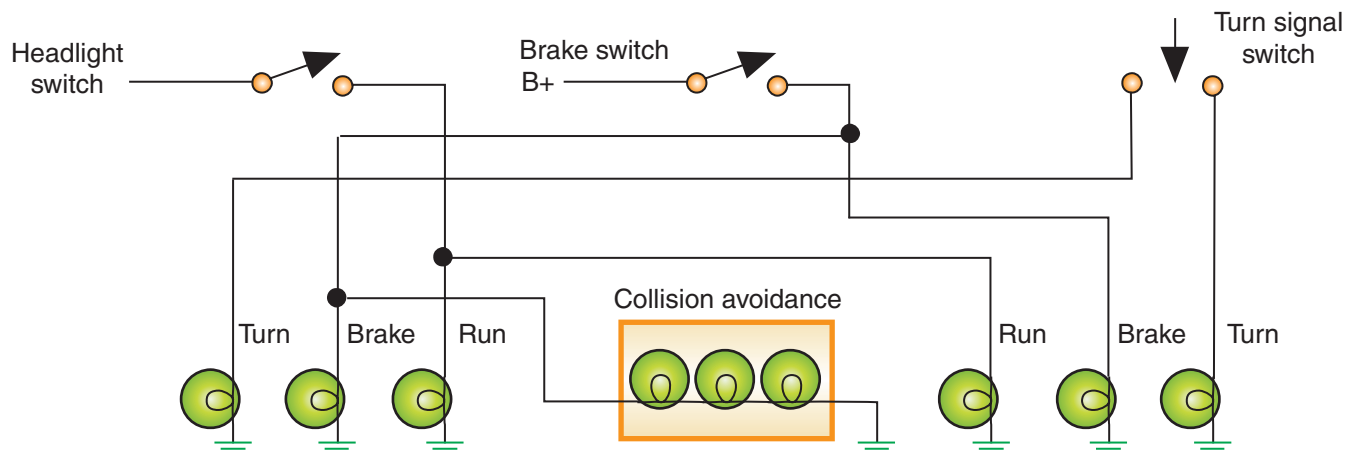 Headlight
switch
Brake switch
B+
Turn signal
switch
Collision avoidance
Turn
Brake
Run
Run
Brake
Turn